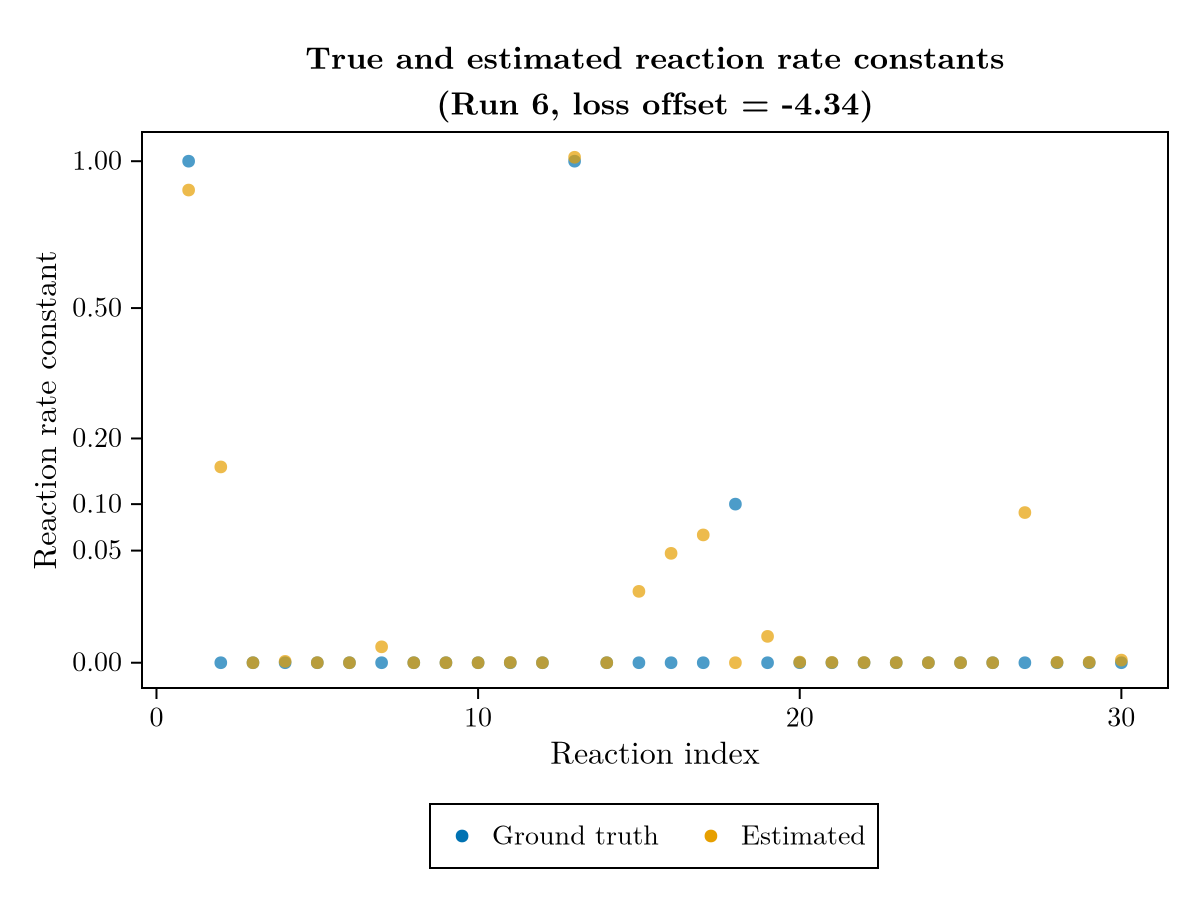 True and estimated reaction rate constants
(Run 6, loss offset = -4.34)
Reaction rate constant
1.00
0.50
0.20
0.10
0.05
0.00
0 10 20 30
Reaction index
Ground truth Estimated